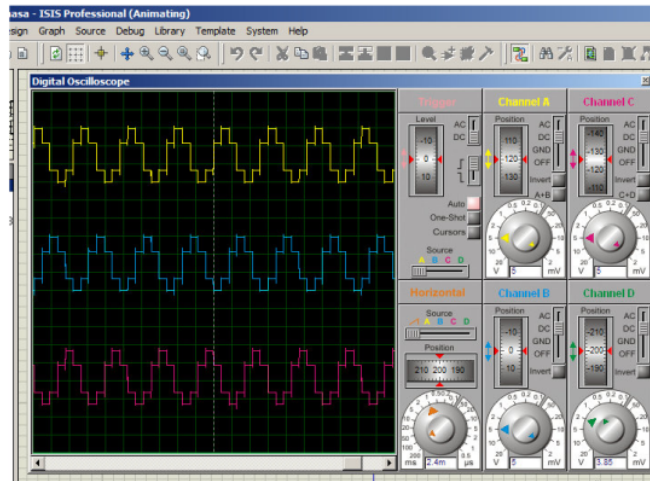 asa - ISIS Professional (Animating)
sign Graph Source Debug Library Template System Help
Digital Oscilloscope
Trigger
Level
-10
0
10
AC
DC
Auto
One-Shot
Cursors
Source
A B C D
Channel A
Position
110
120
130
AC
DC
GND
OFF
Invert
A+B
V 5 mV
Channel C
Position
-140
-130
-120
-110
AC
DC
GND
OFF
Invert
C+D
V 5 mV
Horizontal
Source
A B C D
Position
210 200 190
ms 2.4m µs
Channel B
Position
-10
0
10
AC
DC
GND
OFF
Invert
V 5 mV
Channel D
Position
-210
-200
-190
AC
DC
GND
OFF
Invert
V 3.85 mV